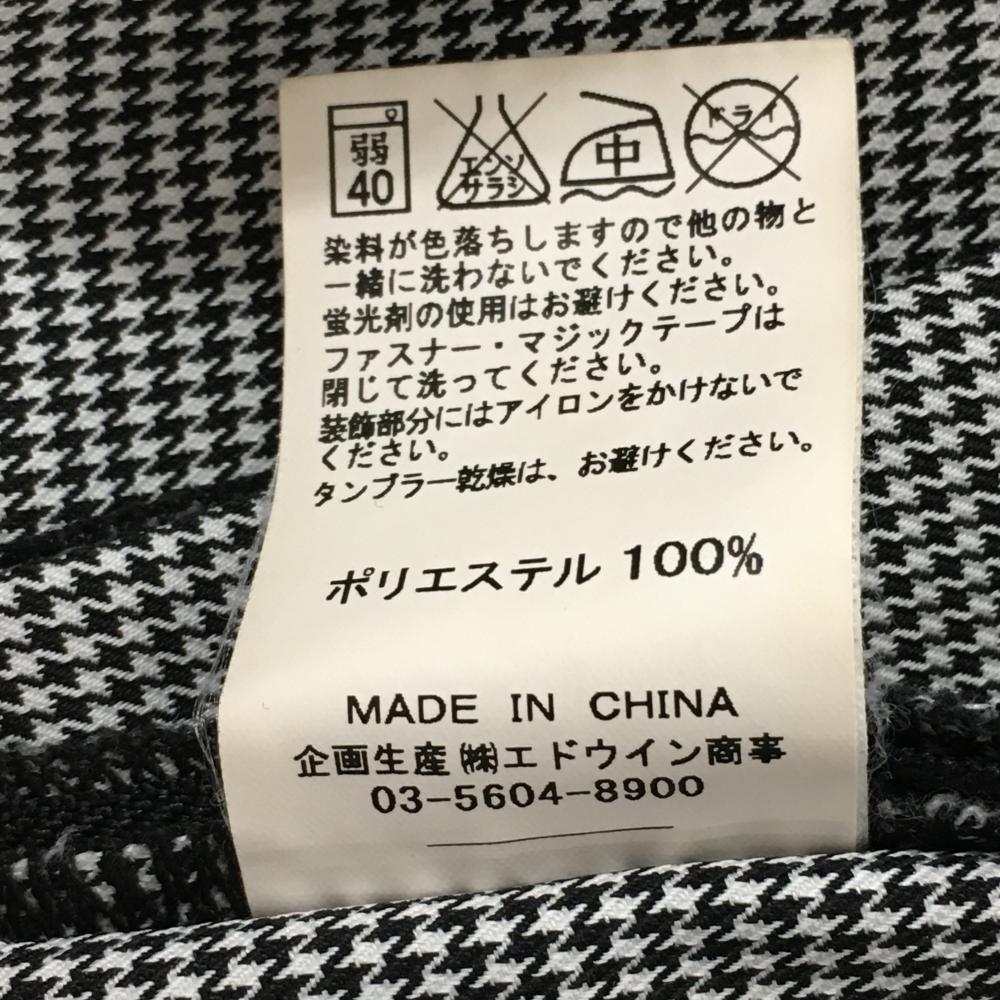 弱
40
エンソ
サラシ
中
ドライ
染料が色落ちしますので他の物と
一緒に洗わないでください。
蛍光剤の使用はお避けください。
ファスナー・マジックテープは
閉じて洗ってください。
装飾部分にはアイロンをかけないで
ください。
タンブラー乾燥は、お避けください。
ポリエステル 100%
MADE IN CHINA
企画生産㈱エドウイン商事
03-5604-8900